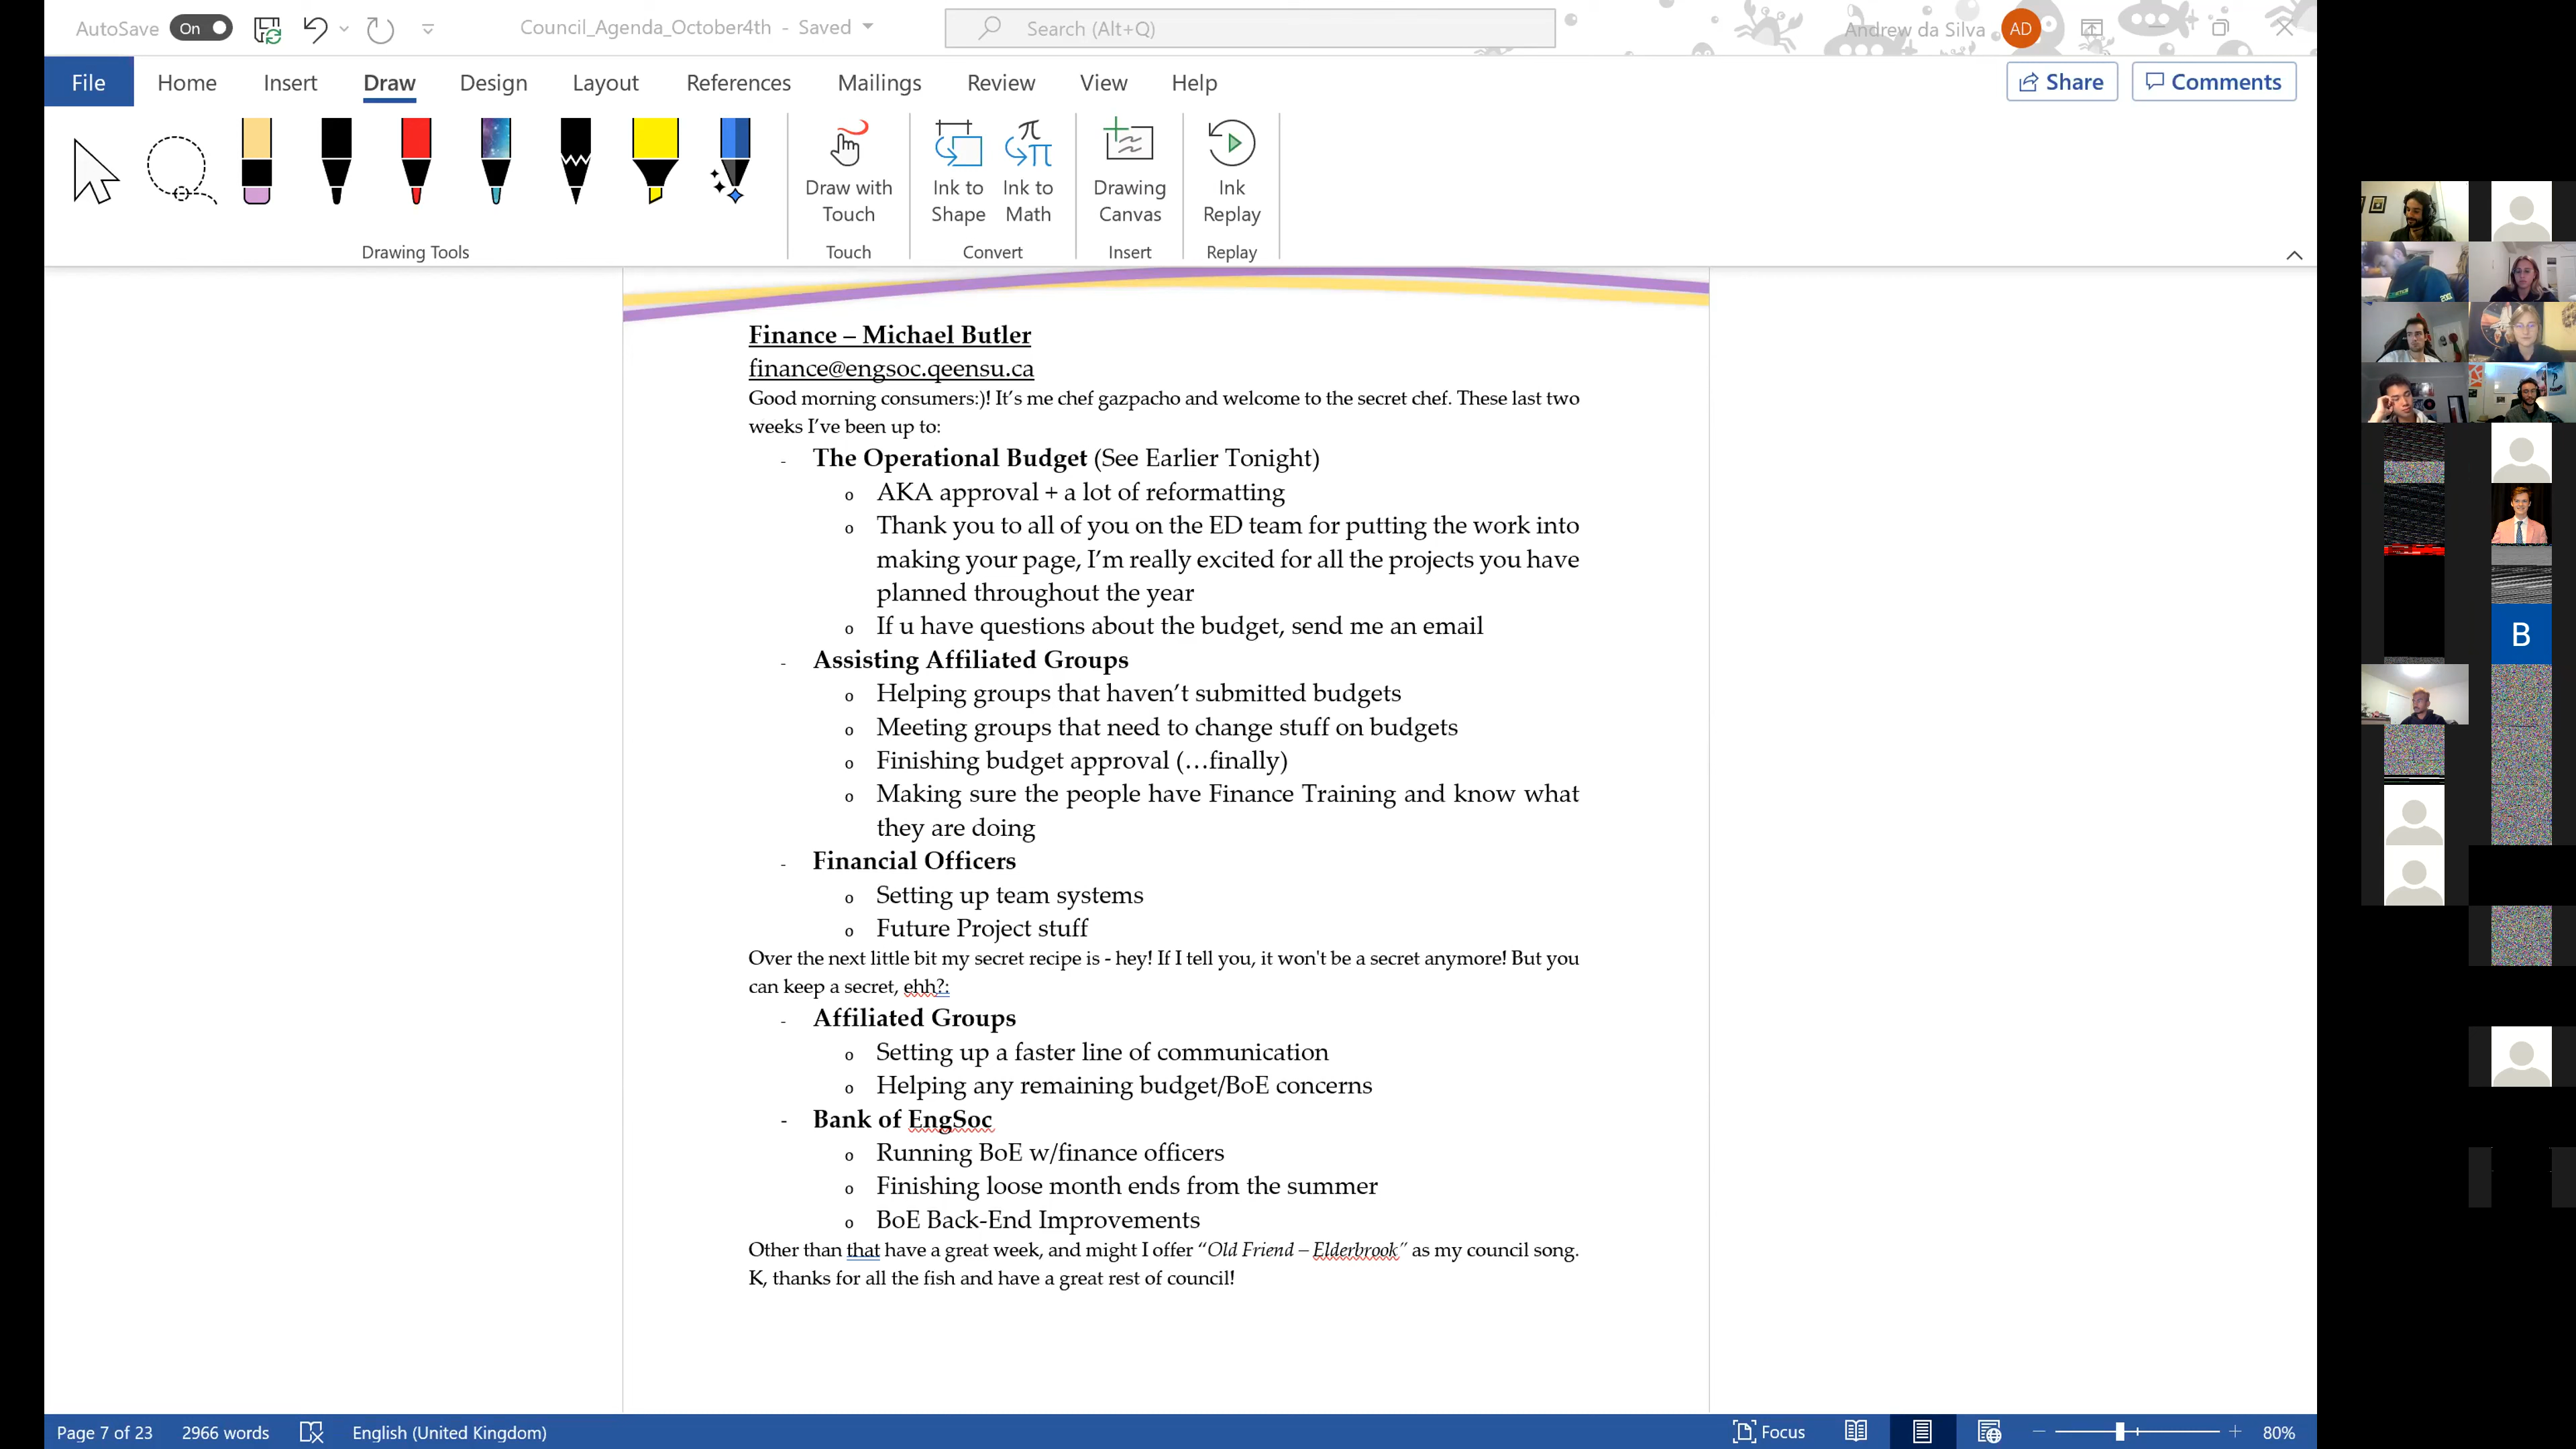 AutoSave On Council_Agenda_October4th - Saved Search (Alt+Q) Andrew da Silva AD
File Home Insert Draw Design Layout References Mailings Review View Help Share Comments
Draw with Touch
Ink to Shape
Ink to Math
Drawing Canvas
Ink Replay
Drawing Tools Touch Convert Insert Replay
Finance – Michael Butler
finance@engsoc.qeensu.ca
Good morning consumers:)! It’s me chef gazpacho and welcome to the secret chef. These last two
weeks I’ve been up to:
- The Operational Budget (See Earlier Tonight)
o AKA approval + a lot of reformatting
o Thank you to all of you on the ED team for putting the work into
making your page, I’m really excited for all the projects you have
planned throughout the year
o If u have questions about the budget, send me an email
- Assisting Affiliated Groups
o Helping groups that haven’t submitted budgets
o Meeting groups that need to change stuff on budgets
o Finishing budget approval (…finally)
o Making sure the people have Finance Training and know what
they are doing
- Financial Officers
o Setting up team systems
o Future Project stuff
Over the next little bit my secret recipe is - hey! If I tell you, it won't be a secret anymore! But you
can keep a secret, ehh?:
- Affiliated Groups
o Setting up a faster line of communication
o Helping any remaining budget/BoE concerns
- Bank of EngSoc
o Running BoE w/finance officers
o Finishing loose month ends from the summer
o BoE Back-End Improvements
Other than that have a great week, and might I offer “Old Friend – Elderbrook” as my council song.
K, thanks for all the fish and have a great rest of council!
B
Page 7 of 23 2966 words English (United Kingdom) Focus 80%